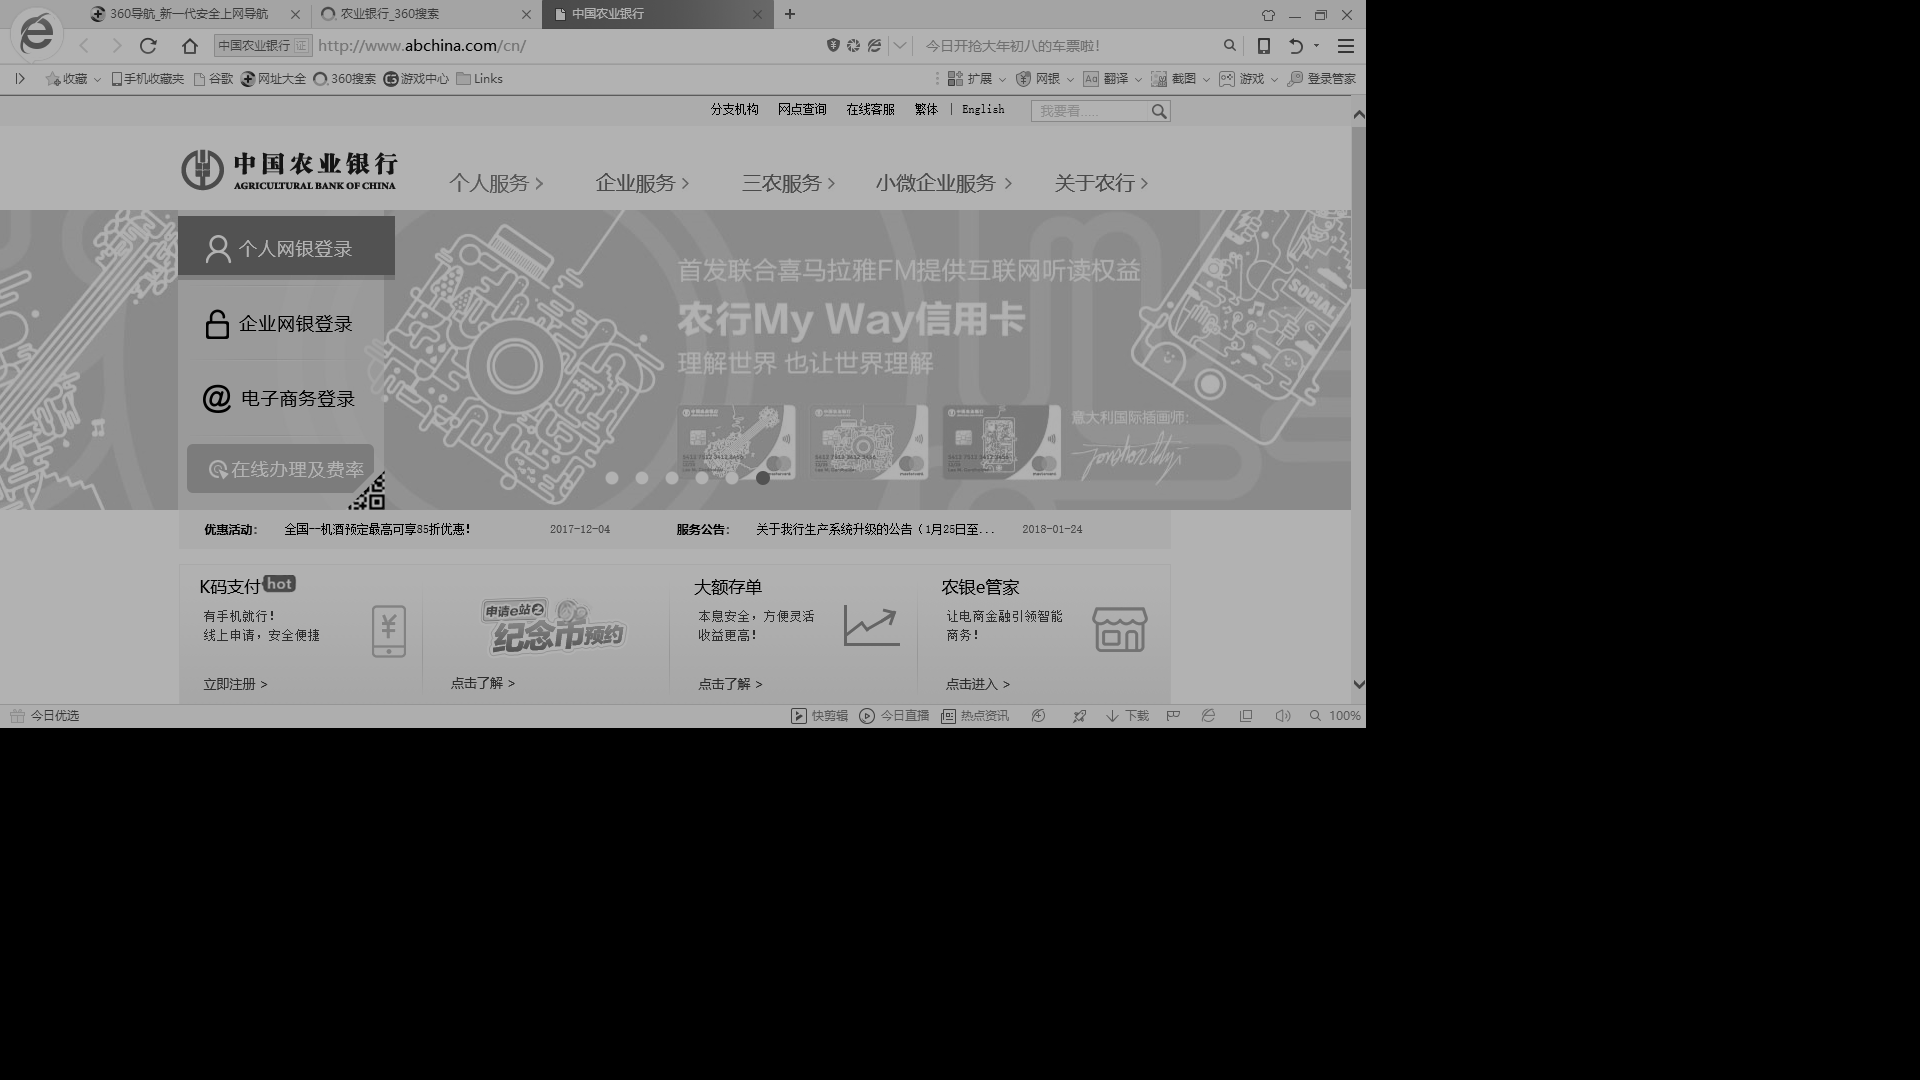 360导航_新一代安全上网导航
农业银行_360搜索
中国农业银行
中国农业银行 证 http://www.abchina.com/cn/
今日开抢大年初八的车票啦!
收藏 手机收藏夹 谷歌 网址大全 360搜索 游戏中心 Links
扩展 网银 翻译 截图 游戏 登录管家
分支机构 网点查询 在线客服 繁体 | English 我要看.....
中国农业银行
AGRICULTURAL BANK OF CHINA
个人服务 > 企业服务 > 三农服务 > 小微企业服务 > 关于农行 >
个人网银登录
企业网银登录
@ 电子商务登录
在线办理及费率
首发联合喜马拉雅FM提供互联网听读权益
农行My Way信用卡
理解世界 也让世界理解
意大利国际插画师:
SOCIAL
优惠活动: 全国--机酒预定最高可享85折优惠! 2017-12-04 服务公告: 关于我行生产系统升级的公告（1月25日至... 2018-01-24
K码支付 hot
有手机就行!
线上申请，安全便捷
立即注册 >
申请e站之
纪念币预约
点击了解 >
大额存单
本息安全，方便灵活
收益更高!
点击了解 >
农银e管家
让电商金融引领智能
商务!
点击进入 >
今日优选
快剪辑 今日直播 热点资讯 下载 100%